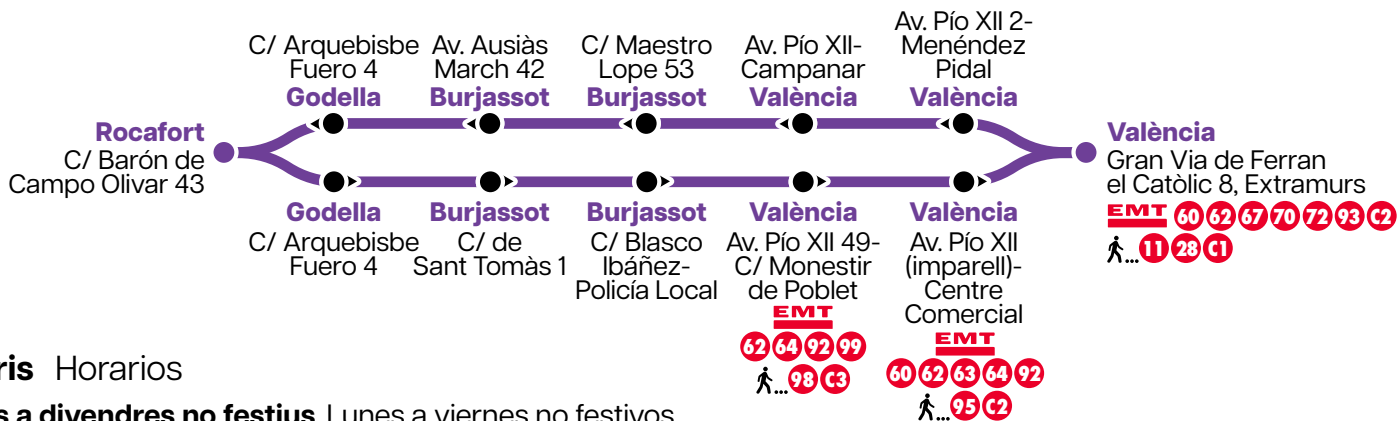 C/ Arquebisbe
Fuero 4
Godella
Av. Ausiàs
March 42
Burjassot
C/ Maestro
Lope 53
Burjassot
Av. Pío XII-
Campanar
València
Av. Pío XII 2-
Menéndez
Pidal
València
Rocafort
C/ Barón de
Campo Olivar 43
València
Gran Via de Ferran
el Catòlic 8, Extramurs
EMT 60 62 67 70 72 93 C2
... 11 28 C1
Godella
C/ Arquebisbe
Fuero 4
Burjassot
C/ de
Sant Tomàs 1
Burjassot
C/ Blasco
Ibáñez-
Policía Local
València
Av. Pío XII 49-
C/ Monestir
de Poblet
EMT
62 64 92 99
... 98 C3
València
Av. Pío XII
(imparell)-
Centre
Comercial
EMT
60 62 63 64 92
... 95 C2
ris Horarios
s a divendres no festius Lunes a viernes no festivos